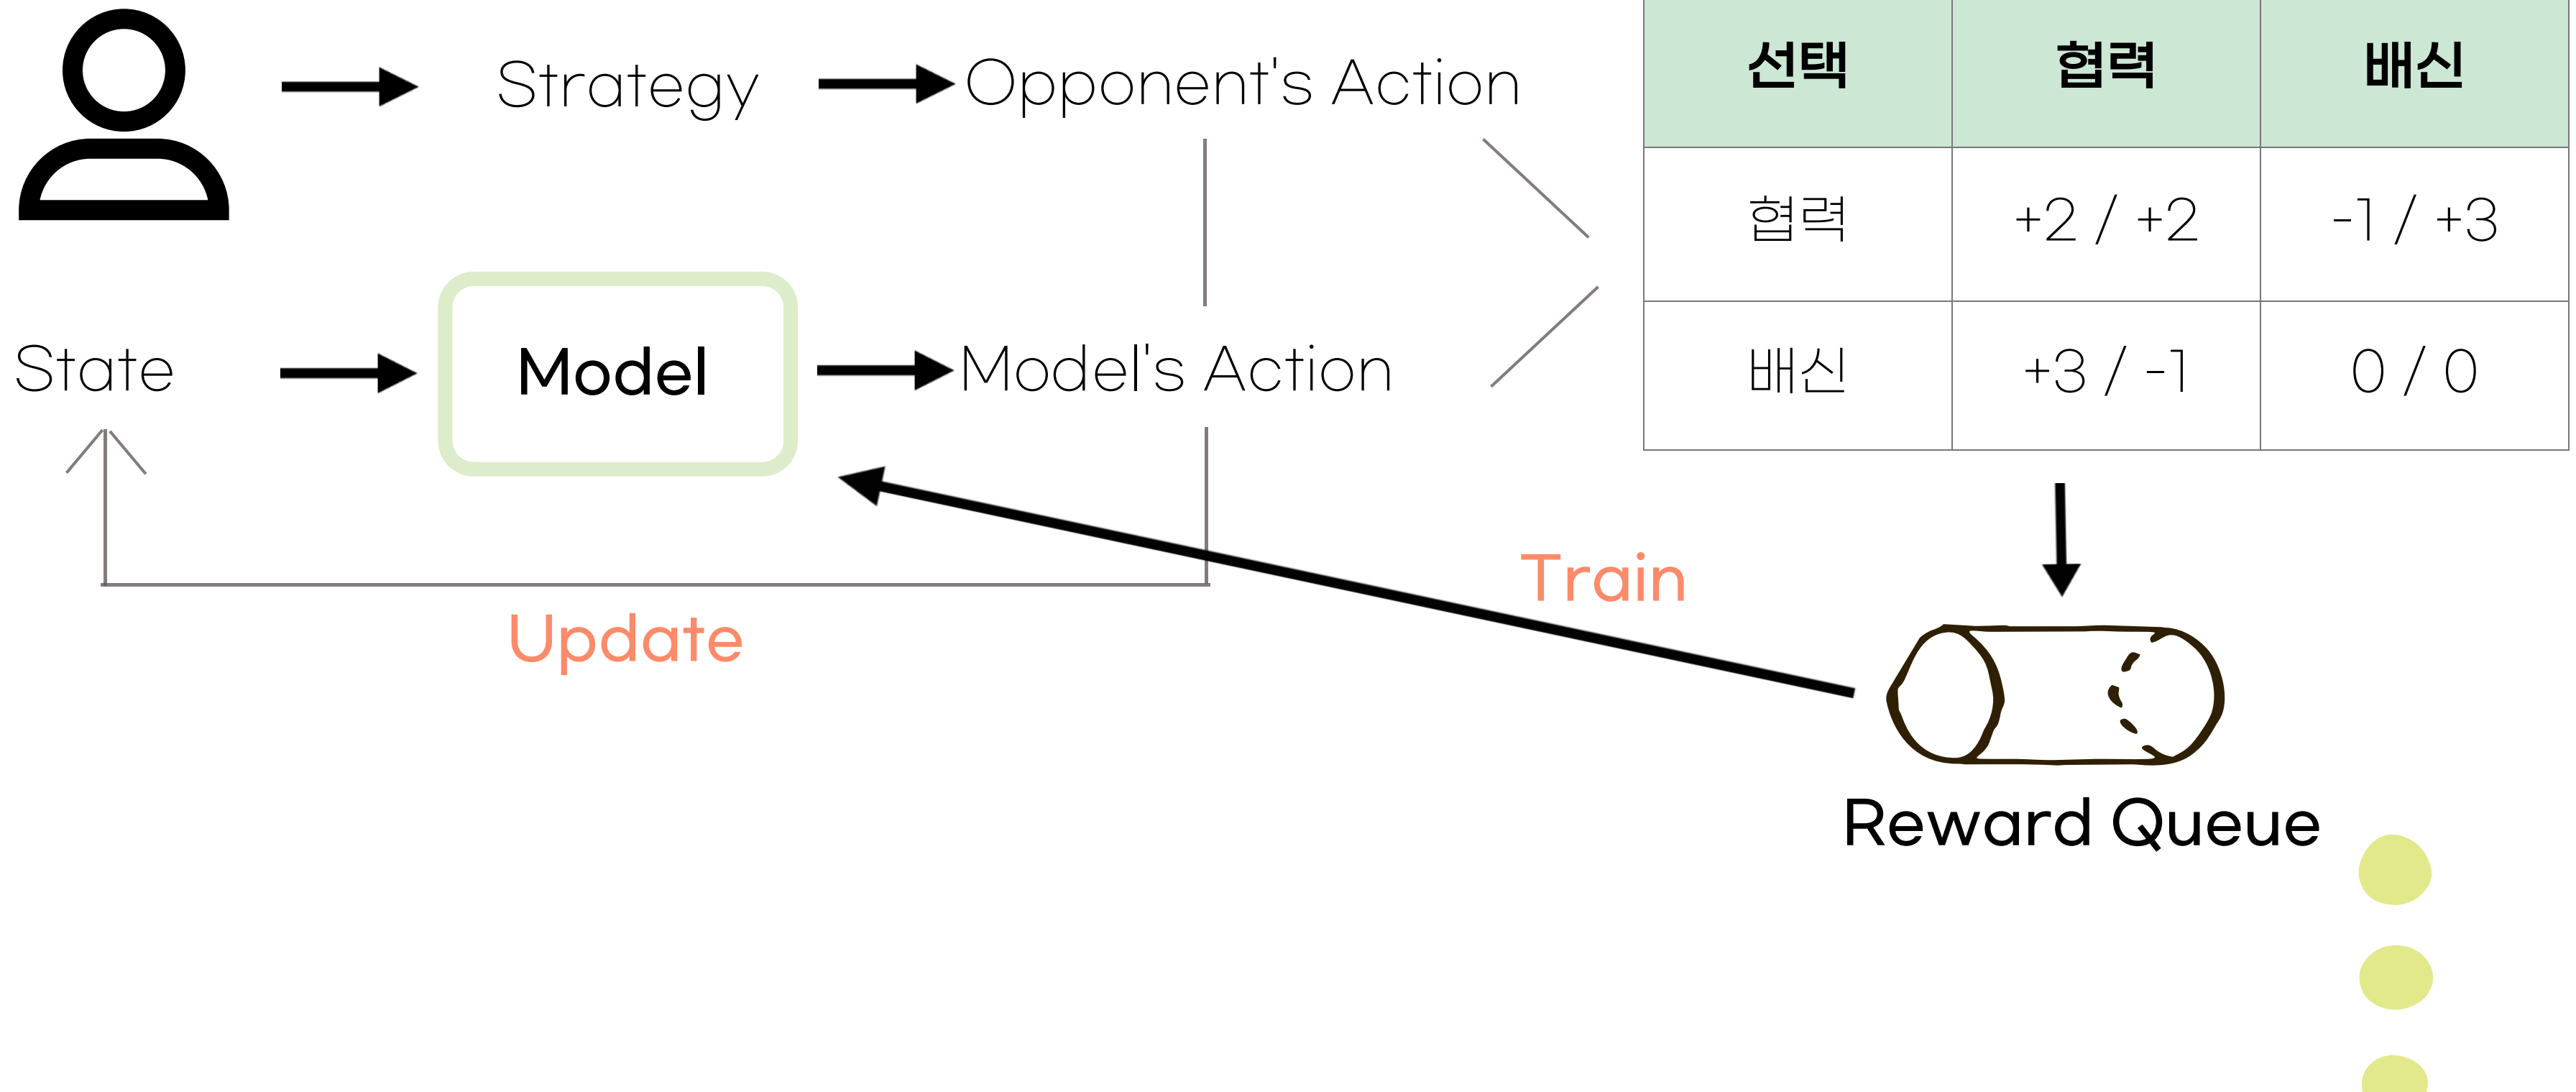 Strategy
Opponent's Action
State
Model
Model's Action
Update
Train
선택 협력 배신
협력 +2 / +2 -1 / +3
배신 +3 / -1 0 / 0
Reward Queue